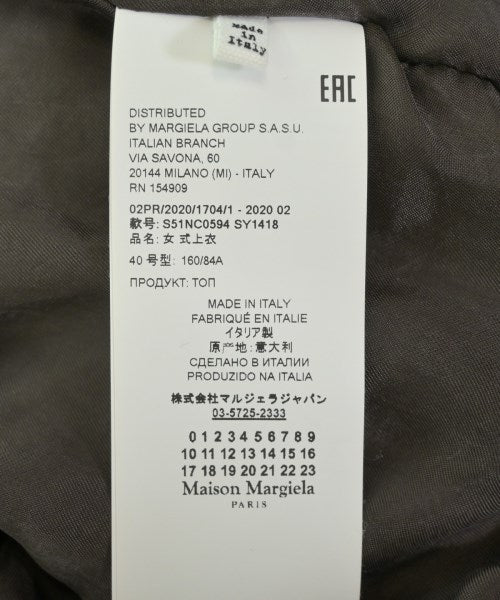 Made
in
Italy
EAC
DISTRIBUTED
BY MARGIELA GROUP S.A.S.U.
ITALIAN BRANCH
VIA SAVONA, 60
20144 MILANO (MI) - ITALY
RN 154909
02PR/2020/1704/1 - 2020 02
款号: S51NC0594 SY1418
品名: 女 式上衣
40 号型: 160/84A
ПРОДУКТ: ТОП
MADE IN ITALY
FABRIQUÉ EN ITALIE
イタリア製
原产地: 意大利
СДЕЛАНО В ИТАЛИИ
PRODUZIDO NA ITALIA
株式会社マルジェラジャパン
03-5725-2333
0 1 2 3 4 5 6 7 8 9
10 11 12 13 14 15 16
17 18 19 20 21 22 23
Maison Margiela
PARIS